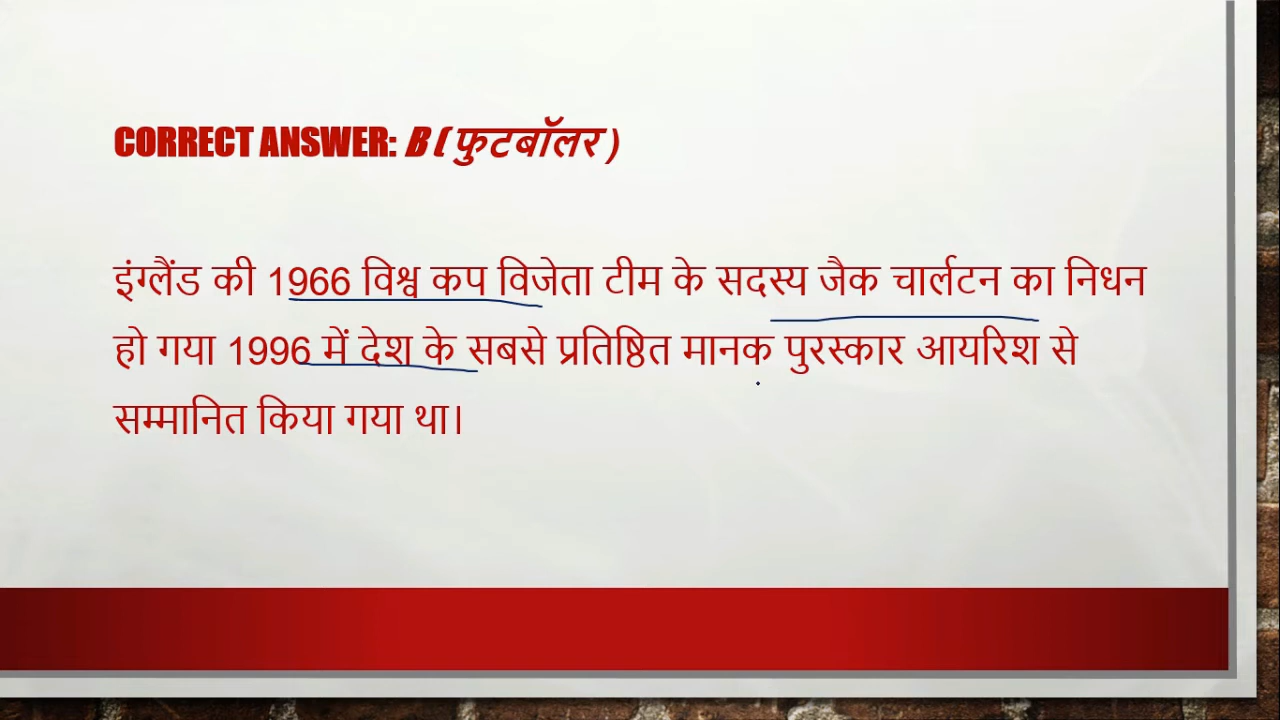 CORRECT ANSWER: B ( फुटबॉलर )
इंग्लैंड की 1966 विश्व कप विजेता टीम के सदस्य जैक चार्लटन का निधन
हो गया 1996 में देश के सबसे प्रतिष्ठित मानक पुरस्कार आयरिश से
सम्मानित किया गया था।